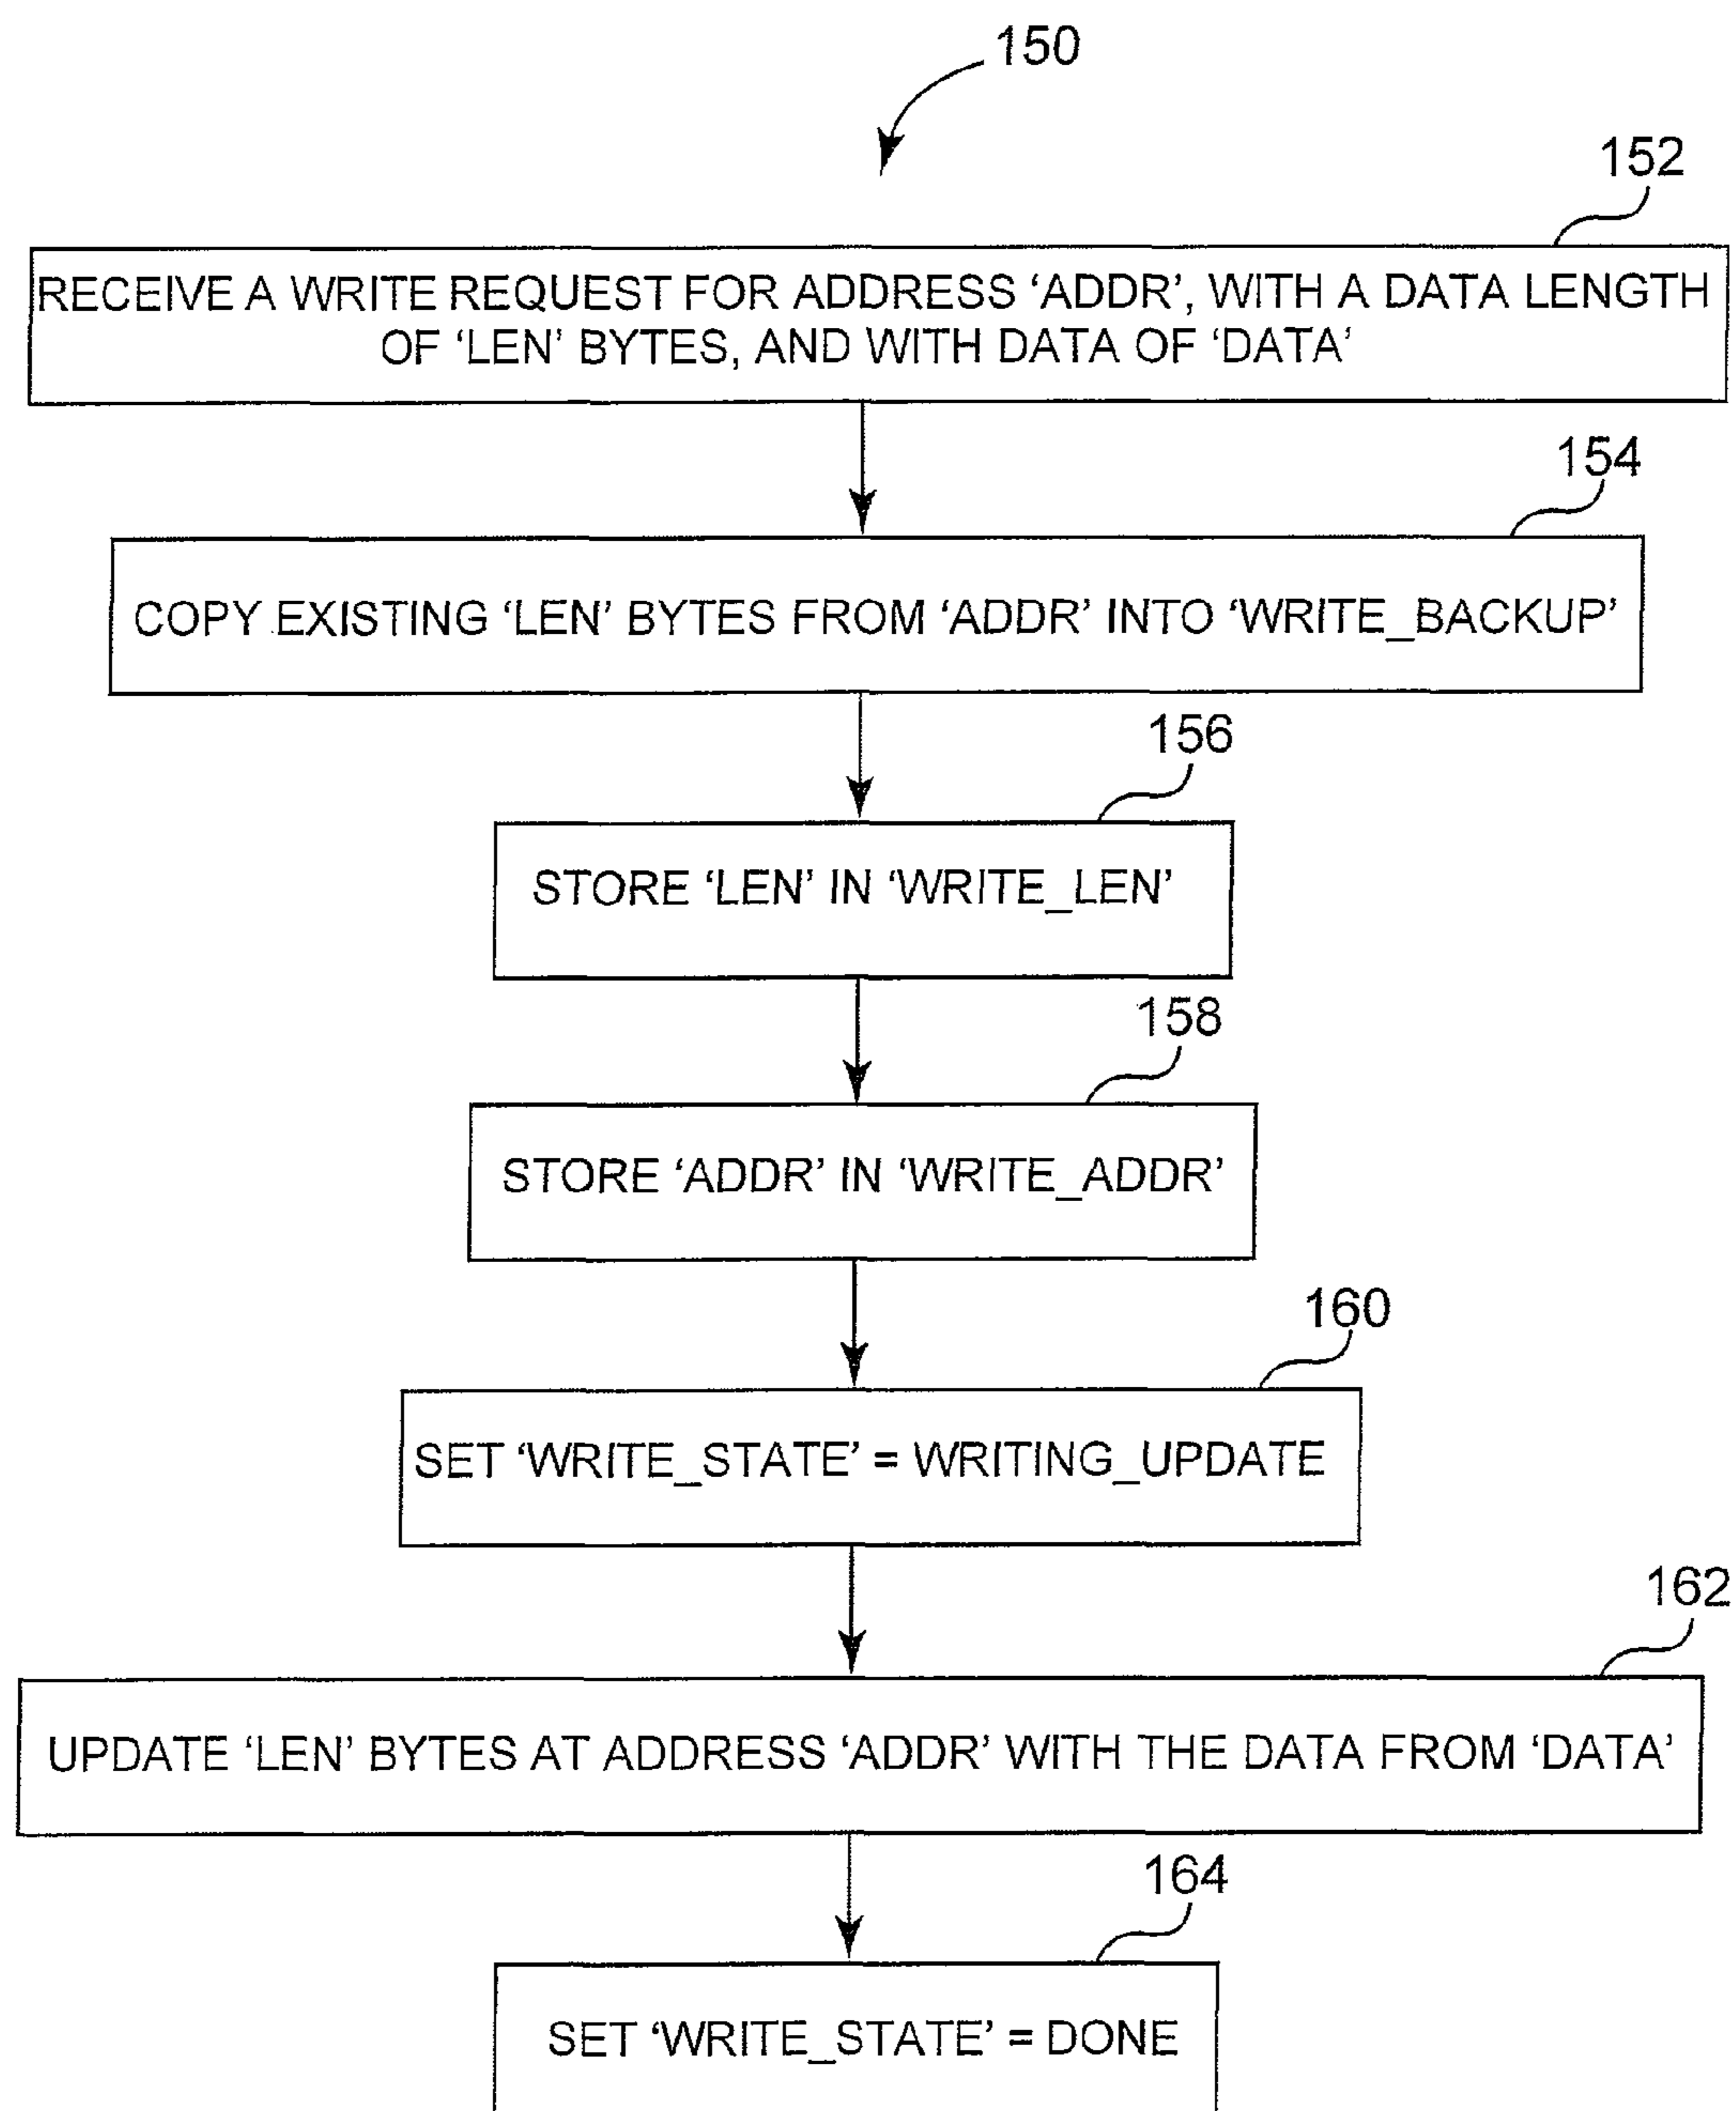 150
152
RECEIVE A WRITE REQUEST FOR ADDRESS ‘ADDR’, WITH A DATA LENGTH
OF ‘LEN’ BYTES, AND WITH DATA OF ‘DATA’
154
COPY EXISTING ‘LEN’ BYTES FROM ‘ADDR’ INTO ‘WRITE_BACKUP’
156
STORE ‘LEN’ IN ‘WRITE_LEN’
158
STORE ‘ADDR’ IN ‘WRITE_ADDR’
160
SET ‘WRITE_STATE’ = WRITING_UPDATE
162
UPDATE ‘LEN’ BYTES AT ADDRESS ‘ADDR’ WITH THE DATA FROM ‘DATA’
164
SET ‘WRITE_STATE’ = DONE